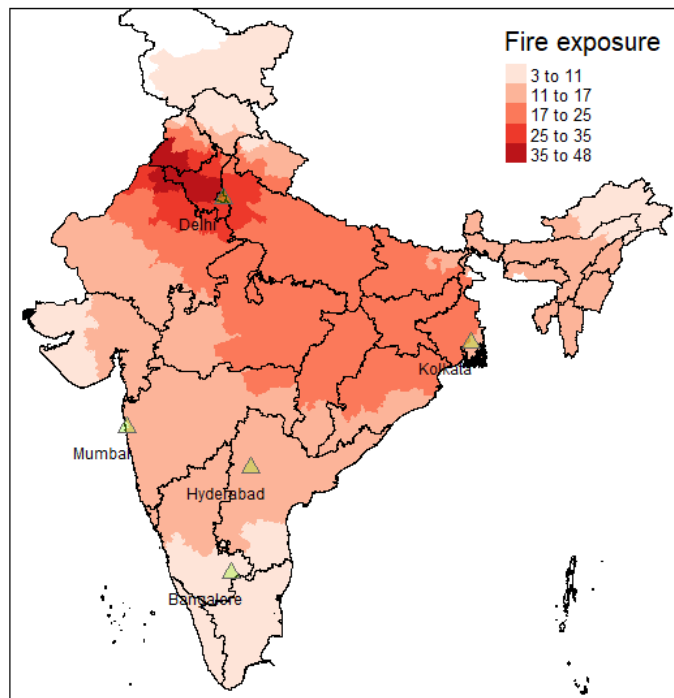 Fire exposure
3 to 11
11 to 17
17 to 25
25 to 35
35 to 48
Delhi
Kolkata
Mumbai
Hyderabad
Bangalore